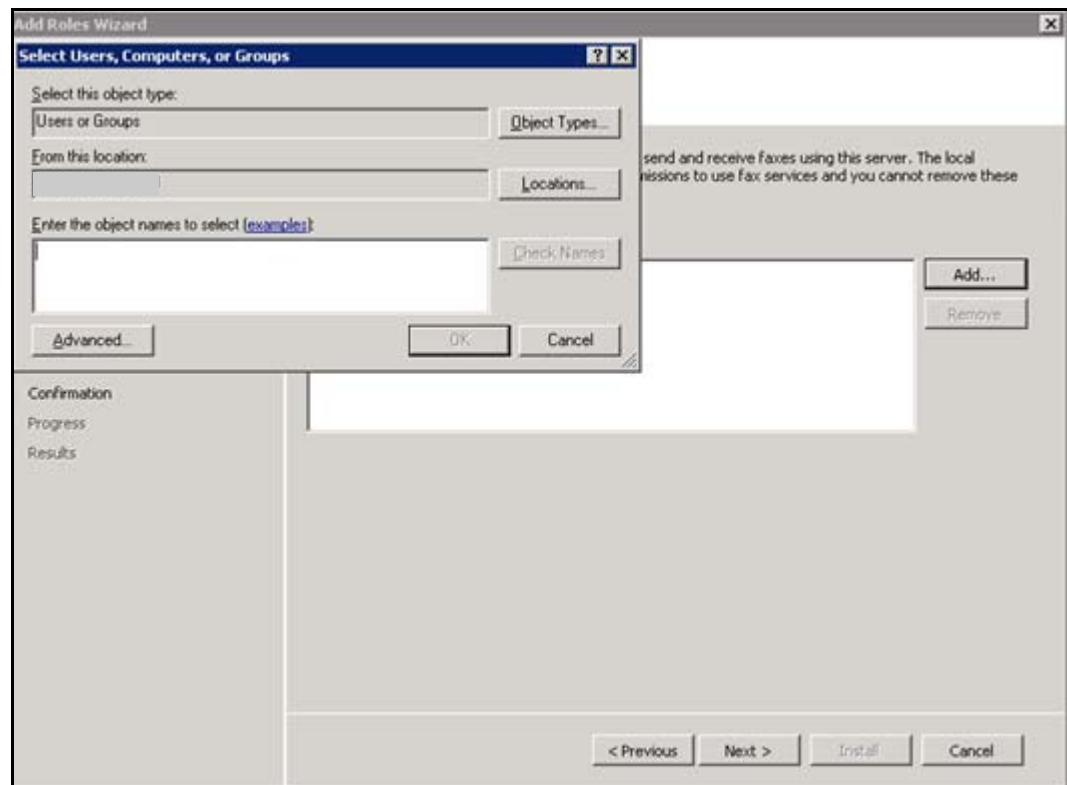 Add Roles Wizard
Select Users, Computers, or Groups
Select this object type:
Users or Groups
Object Types...
From this location:
Locations...
Enter the object names to select (examples):
Check Names
Advanced...
OK
Cancel
send and receive faxes using this server. The local
missions to use fax services and you cannot remove these
Add...
Remove
Confirmation
Progress
Results
< Previous
Next >
Install
Cancel